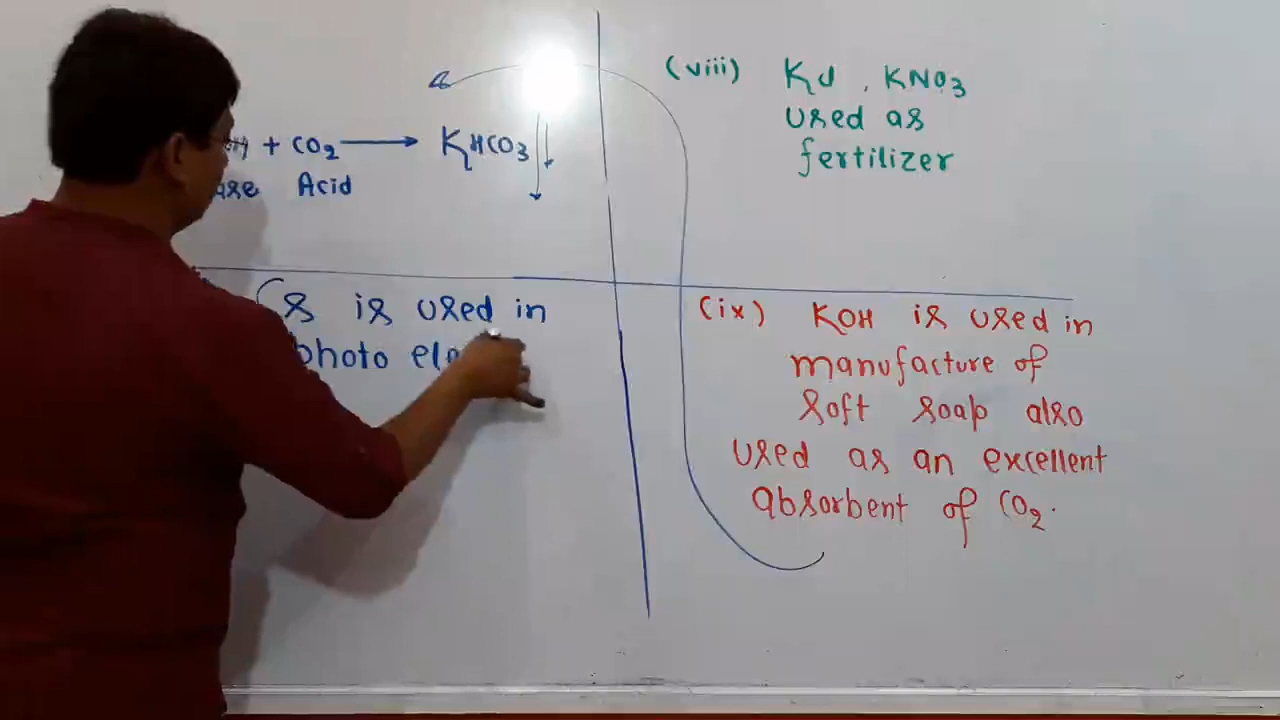 + CO2 → KHCO3
Acid
Cs is used in
photo
(viii) KCl, KNO3
used as
fertilizer
(ix) KOH is used in
manufacture of
soft soap also
used as an excellent
absorbent of CO2.